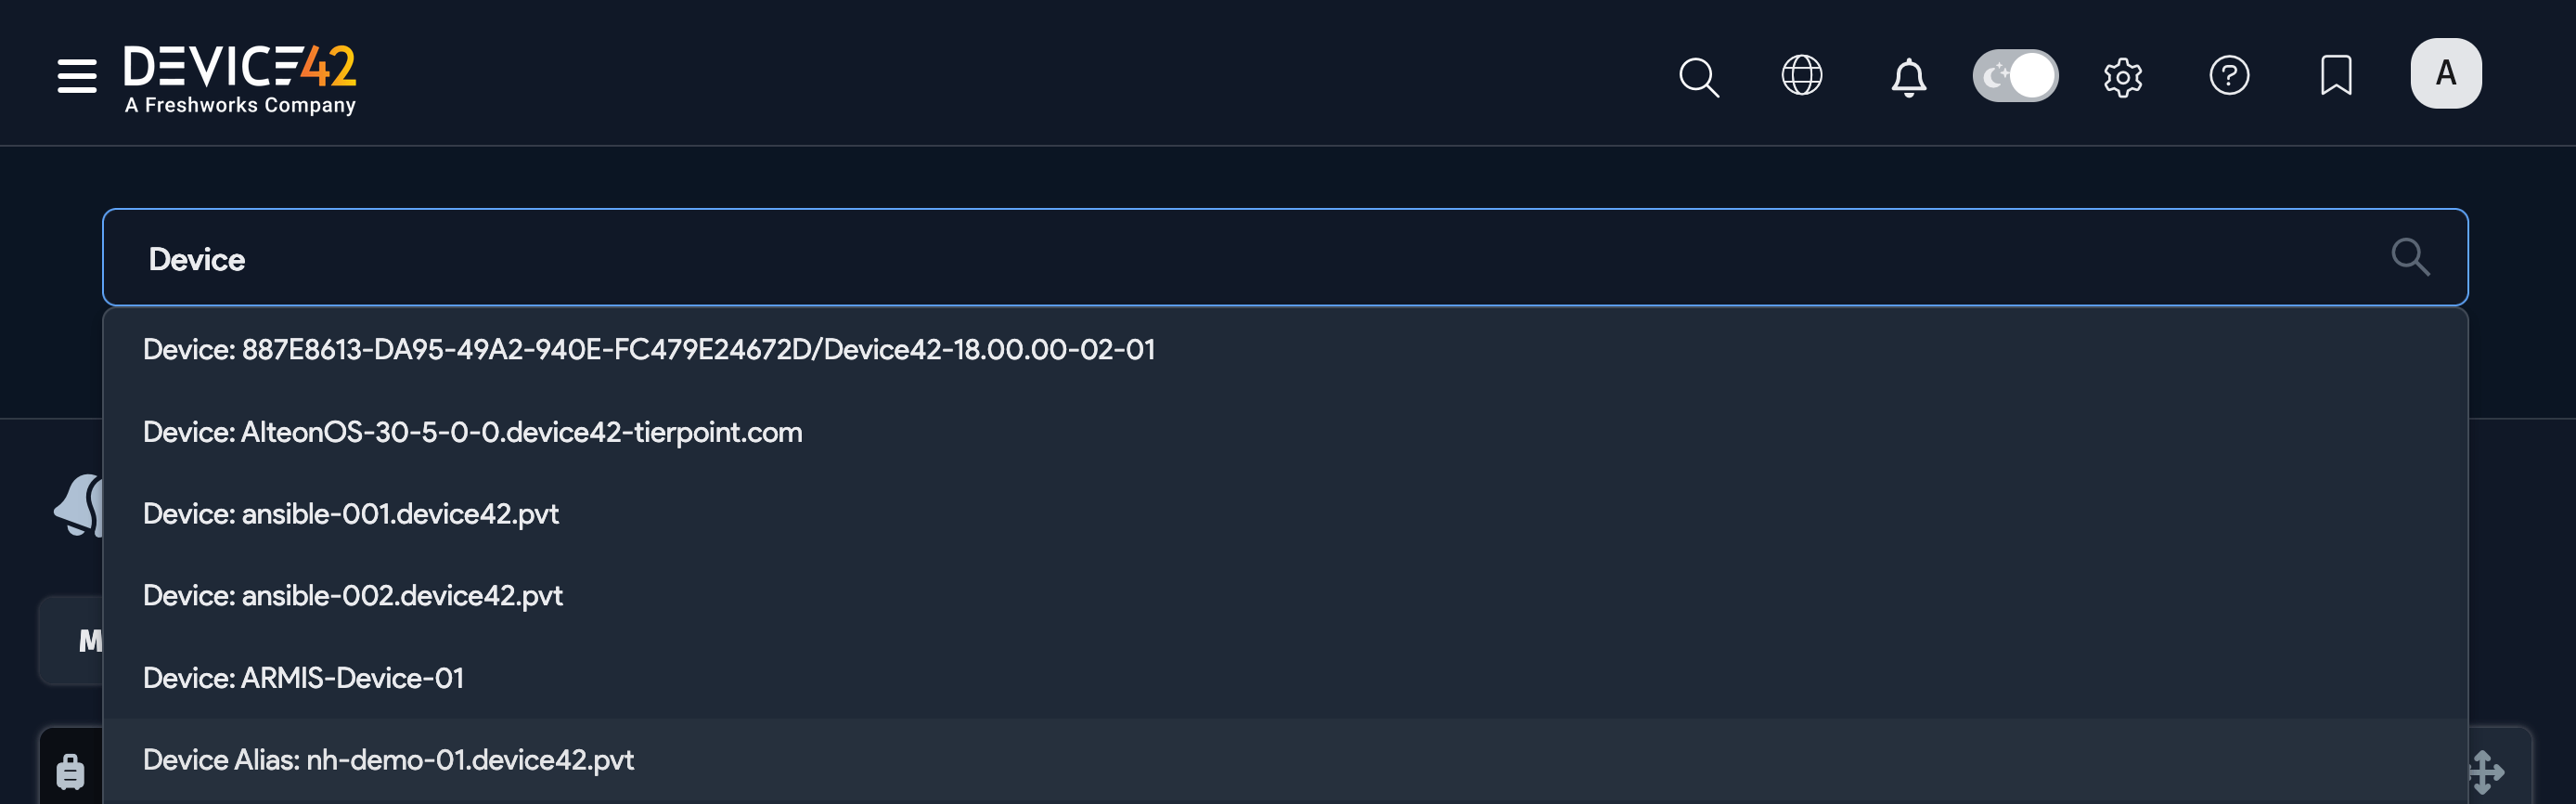 DEVICE42
A Freshworks Company
A
Device
Device: 887E8613-DA95-49A2-940E-FC479E24672D/Device42-18.00.00-02-01
Device: AlteonOS-30-5-0-0.device42-tierpoint.com
Device: ansible-001.device42.pvt
Device: ansible-002.device42.pvt
M
Device: ARMIS-Device-01
Device Alias: nh-demo-01.device42.pvt